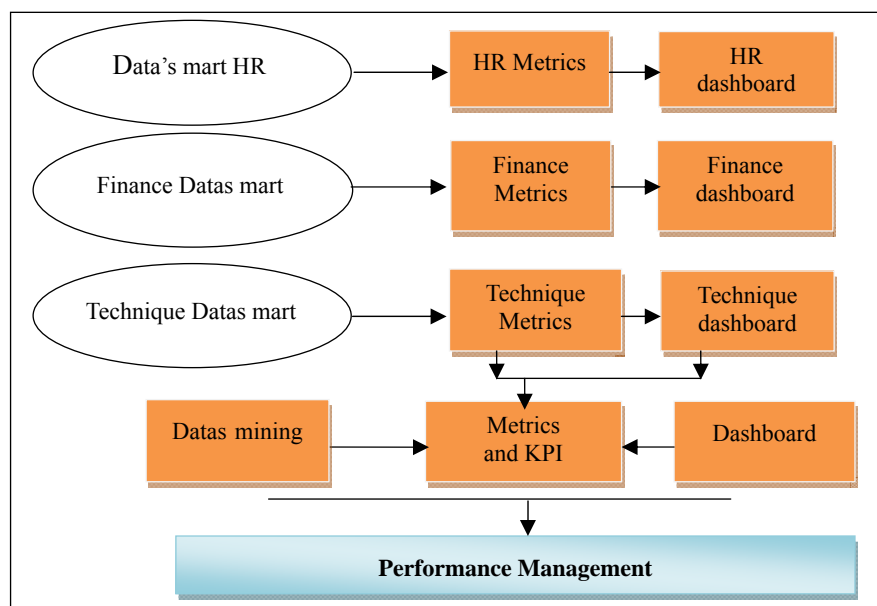 Data's mart HR
HR Metrics
HR
dashboard
Finance Datas mart
Finance
Metrics
Finance
dashboard
Technique Datas mart
Technique
Metrics
Technique
dashboard
Datas mining
Metrics
and KPI
Dashboard
Performance Management